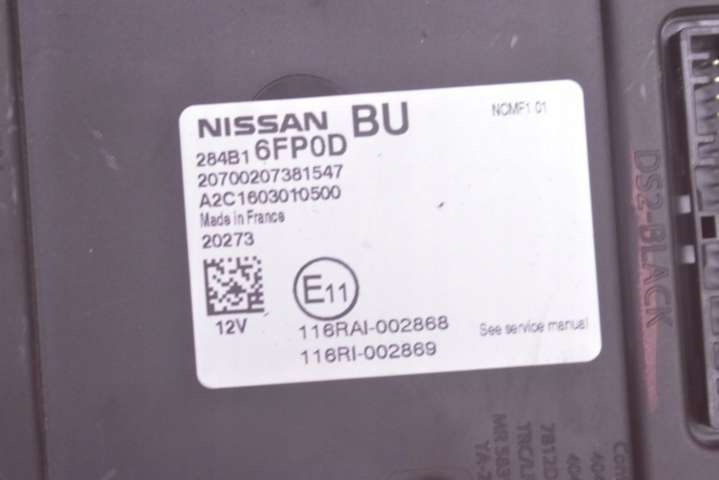 NISSAN BU
NCMF1.01
284B1 6FP0D
20700207381547
A2C1603010500
Made in France
20273
E11
12V
116RAI-002868
See service manual
116RI-002869
DS2-BLACK